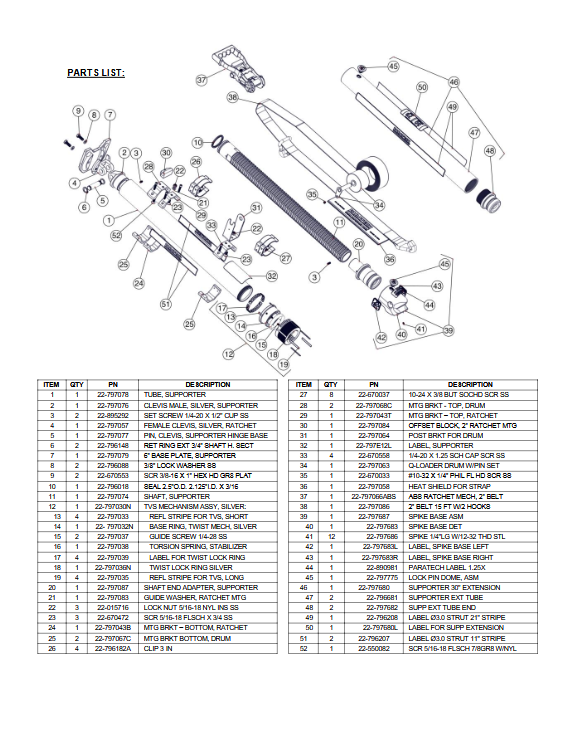 PARTS LIST:
37
38
45
50
46
49
47
48
9
8
7
10
2
3
28
30
22
26
4
5
6
1
52
21
29
23
33
31
22
35
34
11
36
27
20
3
25
24
51
23
32
25
17
13
14
16
15
12
18
19
45
43
44
42
40
41
39
ITEM QTY PN DESCRIPTION
1 1 22-797078 TUBE, SUPPORTER
2 1 22-797076 CLEVIS MALE, SILVER, SUPPORTER
3 2 22-895292 SET SCREW 1/4-20 X 1/2" CUP SS
4 1 22-797057 FEMALE CLEVIS, SILVER, RATCHET
5 1 22-797077 PIN, CLEVIS, SUPPORTER HINGE BASE
6 2 22-796148 RET RING EXT 3/4" SHAFT H. SECT
7 1 22-797079 6" BASE PLATE, SUPPORTER
8 2 22-796088 3/8" LOCK WASHER SS
9 2 22-670553 SCR 3/8-16 X 1" HEX HD GR8 PLAT
10 1 22-796018 SEAL 2.5"O.D. 2.125"I.D. X 3/16
11 1 22-797074 SHAFT, SUPPORTER
12 1 22-797030N TVS MECHANISM ASSY, SILVER:
13 4 22-797033 REFL STRIPE FOR TVS, SHORT
14 1 22- 797032N BASE RING, TWIST MECH, SILVER
15 2 22-797037 GUIDE SCREW 1/4-28 SS
16 1 22-797038 TORSION SPRING, STABILIZER
17 4 22-797039 LABEL FOR TWIST LOCK RING
18 1 22-797036N TWIST LOCK RING SILVER
19 4 22-797035 REFL STRIPE FOR TVS, LONG
20 1 22-797087 SHAFT END ADAPTER, SUPPORTER
21 1 22-797083 GUIDE WASHER, RATCHET MTG
22 3 22-015716 LOCK NUT 5/16-18 NYL INS SS
23 3 22-670472 SCR 5/16-18 FLSCH X 3/4 SS
24 1 22-797043B MTG BRKT – BOTTOM, RATCHET
25 2 22-797067C MTG BRKT BOTTOM, DRUM
26 4 22-796182A CLIP 3 IN
ITEM QTY PN DESCRIPTION
27 8 22-670037 10-24 X 3/8 BUT SOCHD SCR SS
28 2 22-797068C MTG BRKT - TOP, DRUM
29 1 22-797043T MTG BRKT – TOP, RATCHET
30 1 22-797084 OFFSET BLOCK, 2" RATCHET MTG
31 1 22-797064 POST BRKT FOR DRUM
32 1 22-797E12L LABEL, SUPPORTER
33 4 22-670558 1/4-20 X 1.25 SCH CAP SCR SS
34 1 22-797063 Q-LOADER DRUM W/PIN SET
35 1 22-670033 #10-32 X 1/4" PHIL FL HD SCR SS
36 1 22-797058 HEAT SHIELD FOR STRAP
37 1 22-797066ABS ABS RATCHET MECH, 2" BELT
38 1 22-797086 2" BELT 15 FT W/2 HOOKS
39 1 22-797687 SPIKE BASE ASM
40 1 22-797683 SPIKE BASE DET
41 12 22-797686 SPIKE 1/4"LG W/12-32 THD STL
42 1 22-797683L LABEL, SPIKE BASE LEFT
43 1 22-797683R LABEL, SPIKE BASE RIGHT
44 1 22-890981 PARATECH LABEL 1.25X
45 1 22-797775 LOCK PIN DOME, ASM
46 1 22-797680 SUPPORTER 30" EXTENSION
47 2 22-796681 SUPPORTER EXT TUBE
48 2 22-797682 SUPP EXT TUBE END
49 1 22-796208 LABEL Ø3.0 STRUT 21" STRIPE
50 1 22-797680L LABEL FOR SUPP EXTENSION
51 2 22-796207 LABEL Ø3.0 STRUT 11" STRIPE
52 1 22-550082 SCR 5/16-18 FLSCH 7/8GR8 W/NYL